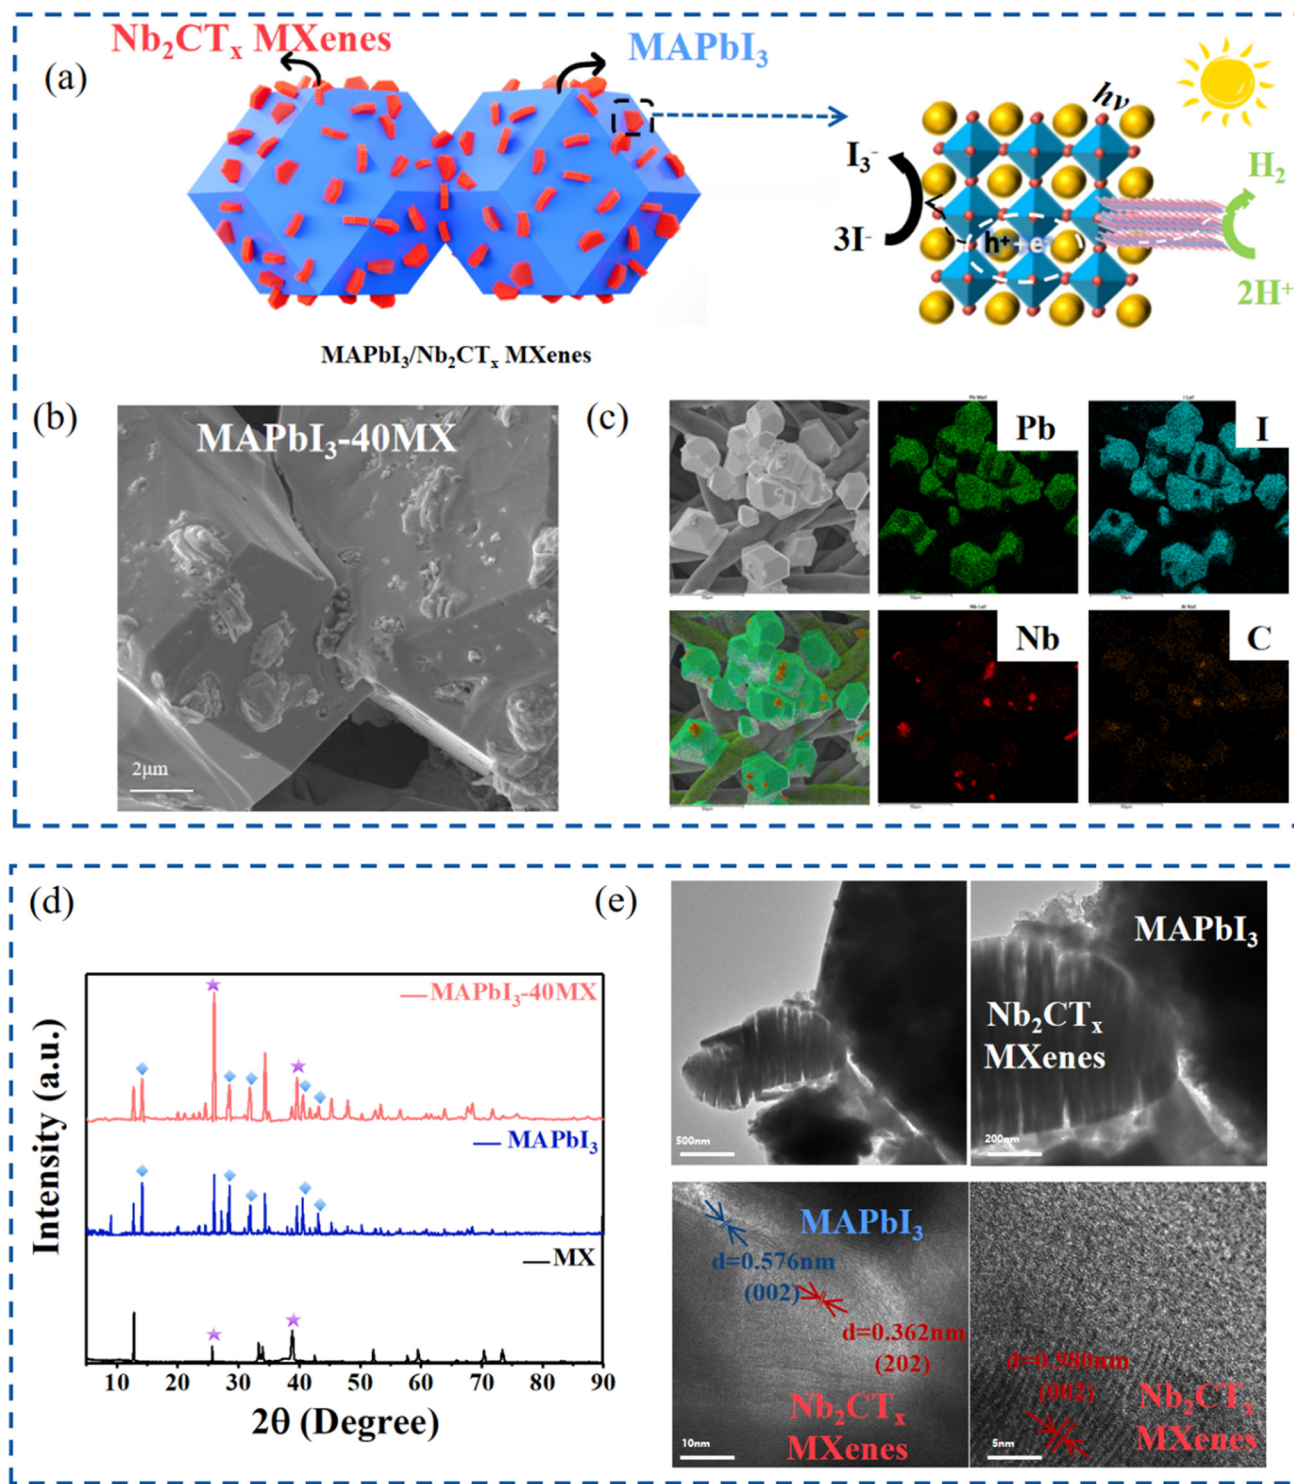 Nb₂CTₓ MXenes
MAPbI₃
(a)
hν
I₃⁻
3I⁻
h⁺
e⁻
H₂
2H⁺
MAPbI₃/Nb₂CTₓ MXenes
(b)
MAPbI₃-40MX
2μm
(c)
Pb
I
Nb
C
(d)
MAPbI₃-40MX
MAPbI₃
MX
Intensity (a.u.)
10 20 30 40 50 60 70 80 90
2θ (Degree)
(e)
500nm
MAPbI₃
Nb₂CTₓ
MXenes
200nm
MAPbI₃
d=0.576nm
(002)
d=0.362nm
(202)
Nb₂CTₓ
MXenes
10nm
d=0.980nm
(002)
Nb₂CTₓ
MXenes
5nm